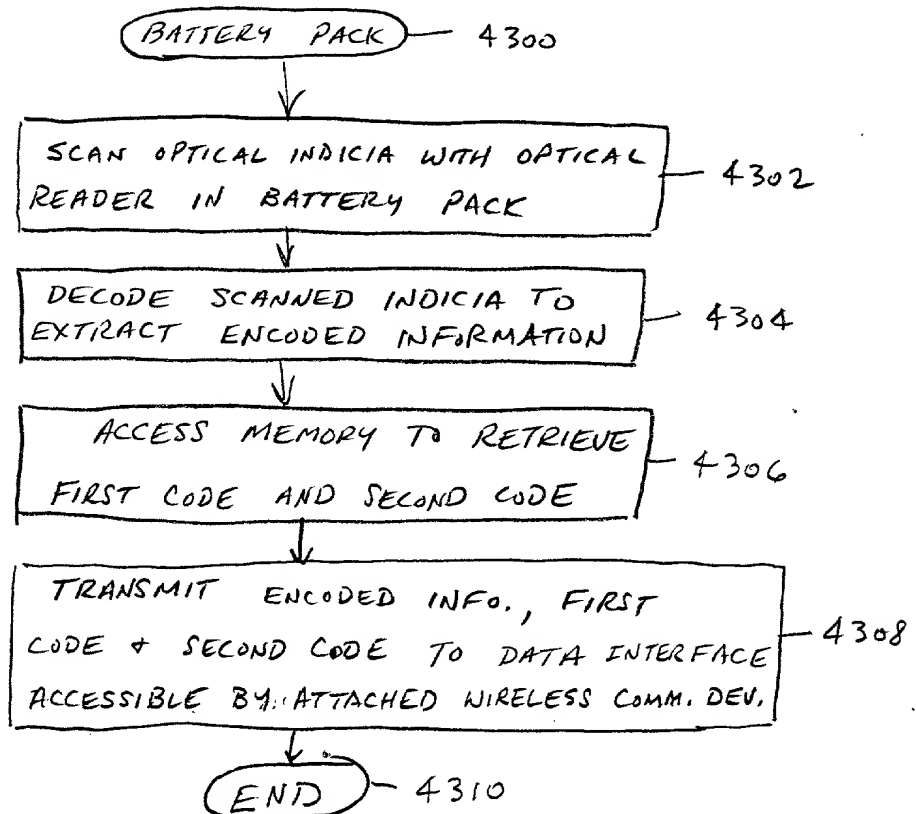 BATTERY PACK 4300
SCAN OPTICAL INDICIA WITH OPTICAL
READER IN BATTERY PACK
4302
DECODE SCANNED INDICIA TO
EXTRACT ENCODED INFORMATION
4304
ACCESS MEMORY TO RETRIEVE
FIRST CODE AND SECOND CODE
4306
TRANSMIT ENCODED INFO., FIRST
CODE & SECOND CODE TO DATA INTERFACE
ACCESSIBLE BY ATTACHED WIRELESS COMM. DEV.
4308
END 4310